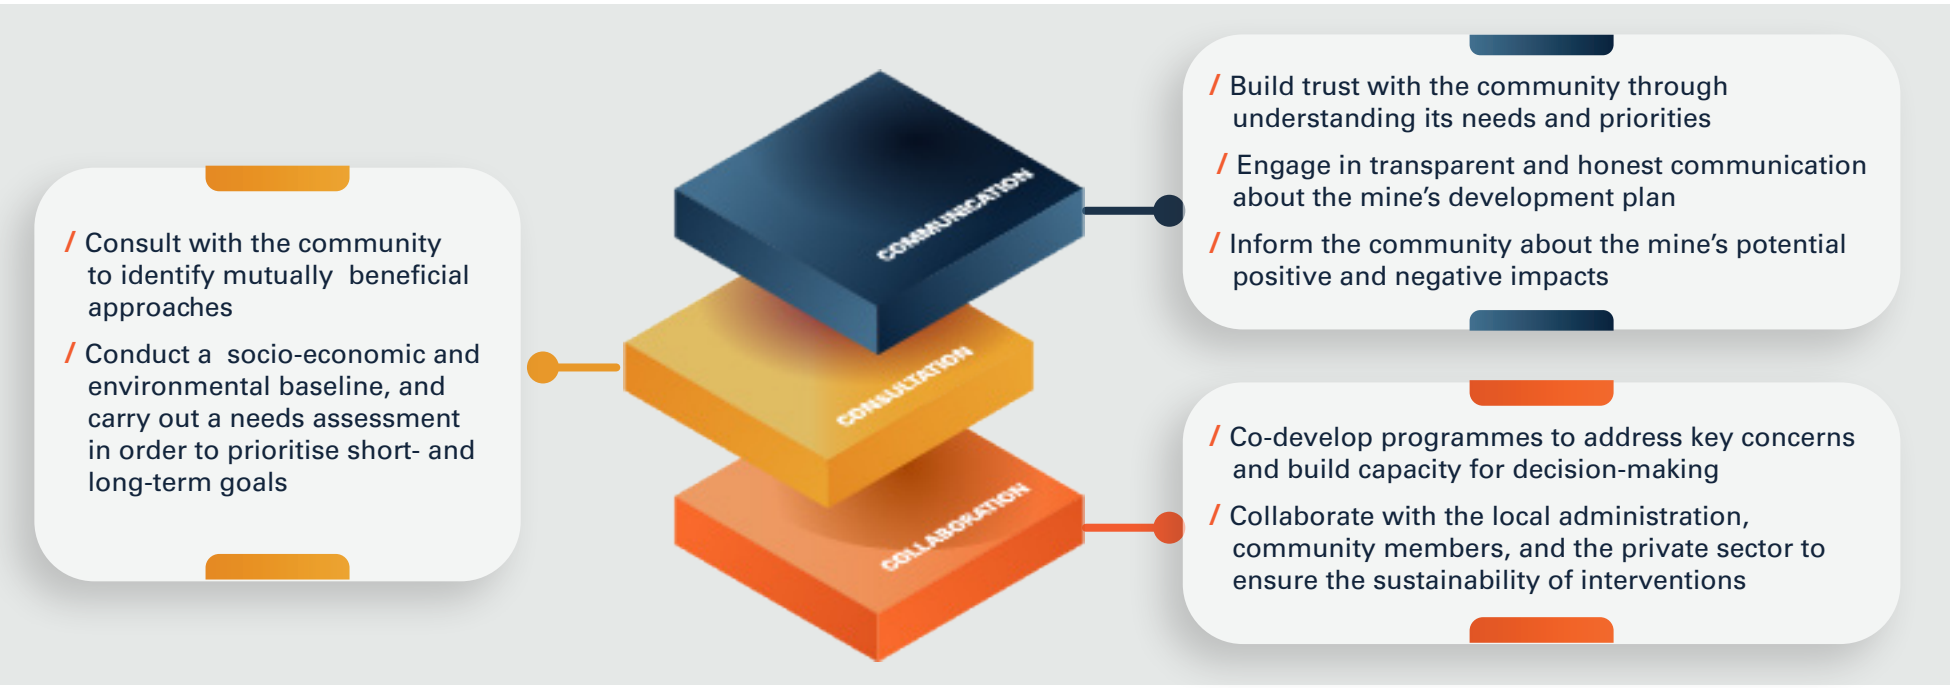 / Consult with the community
to identify mutually beneficial
approaches
/ Conduct a socio-economic and
environmental baseline, and
carry out a needs assessment
in order to prioritise short- and
long-term goals
COMMUNICATION
CONSULTATION
COLLABORATION
/ Build trust with the community through
understanding its needs and priorities
/ Engage in transparent and honest communication
about the mine’s development plan
/ Inform the community about the mine’s potential
positive and negative impacts
/ Co-develop programmes to address key concerns
and build capacity for decision-making
/ Collaborate with the local administration,
community members, and the private sector to
ensure the sustainability of interventions